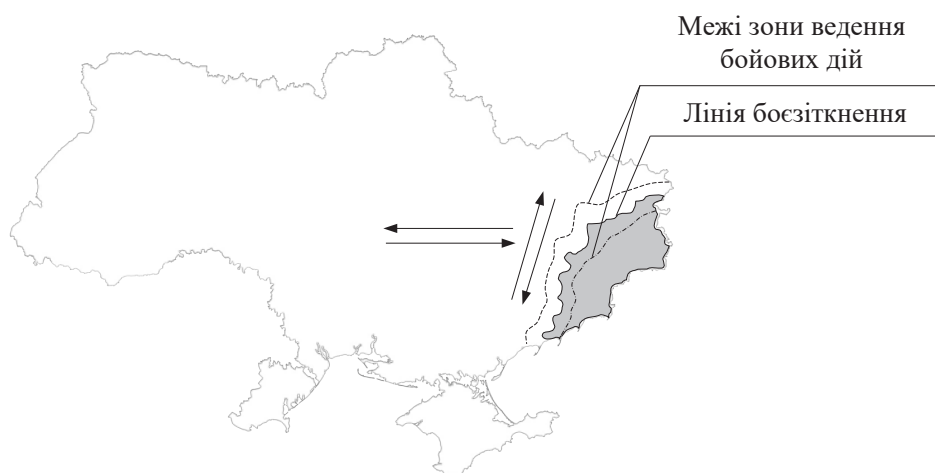 Межі зони ведення
бойових дій
Лінія боєзіткнення